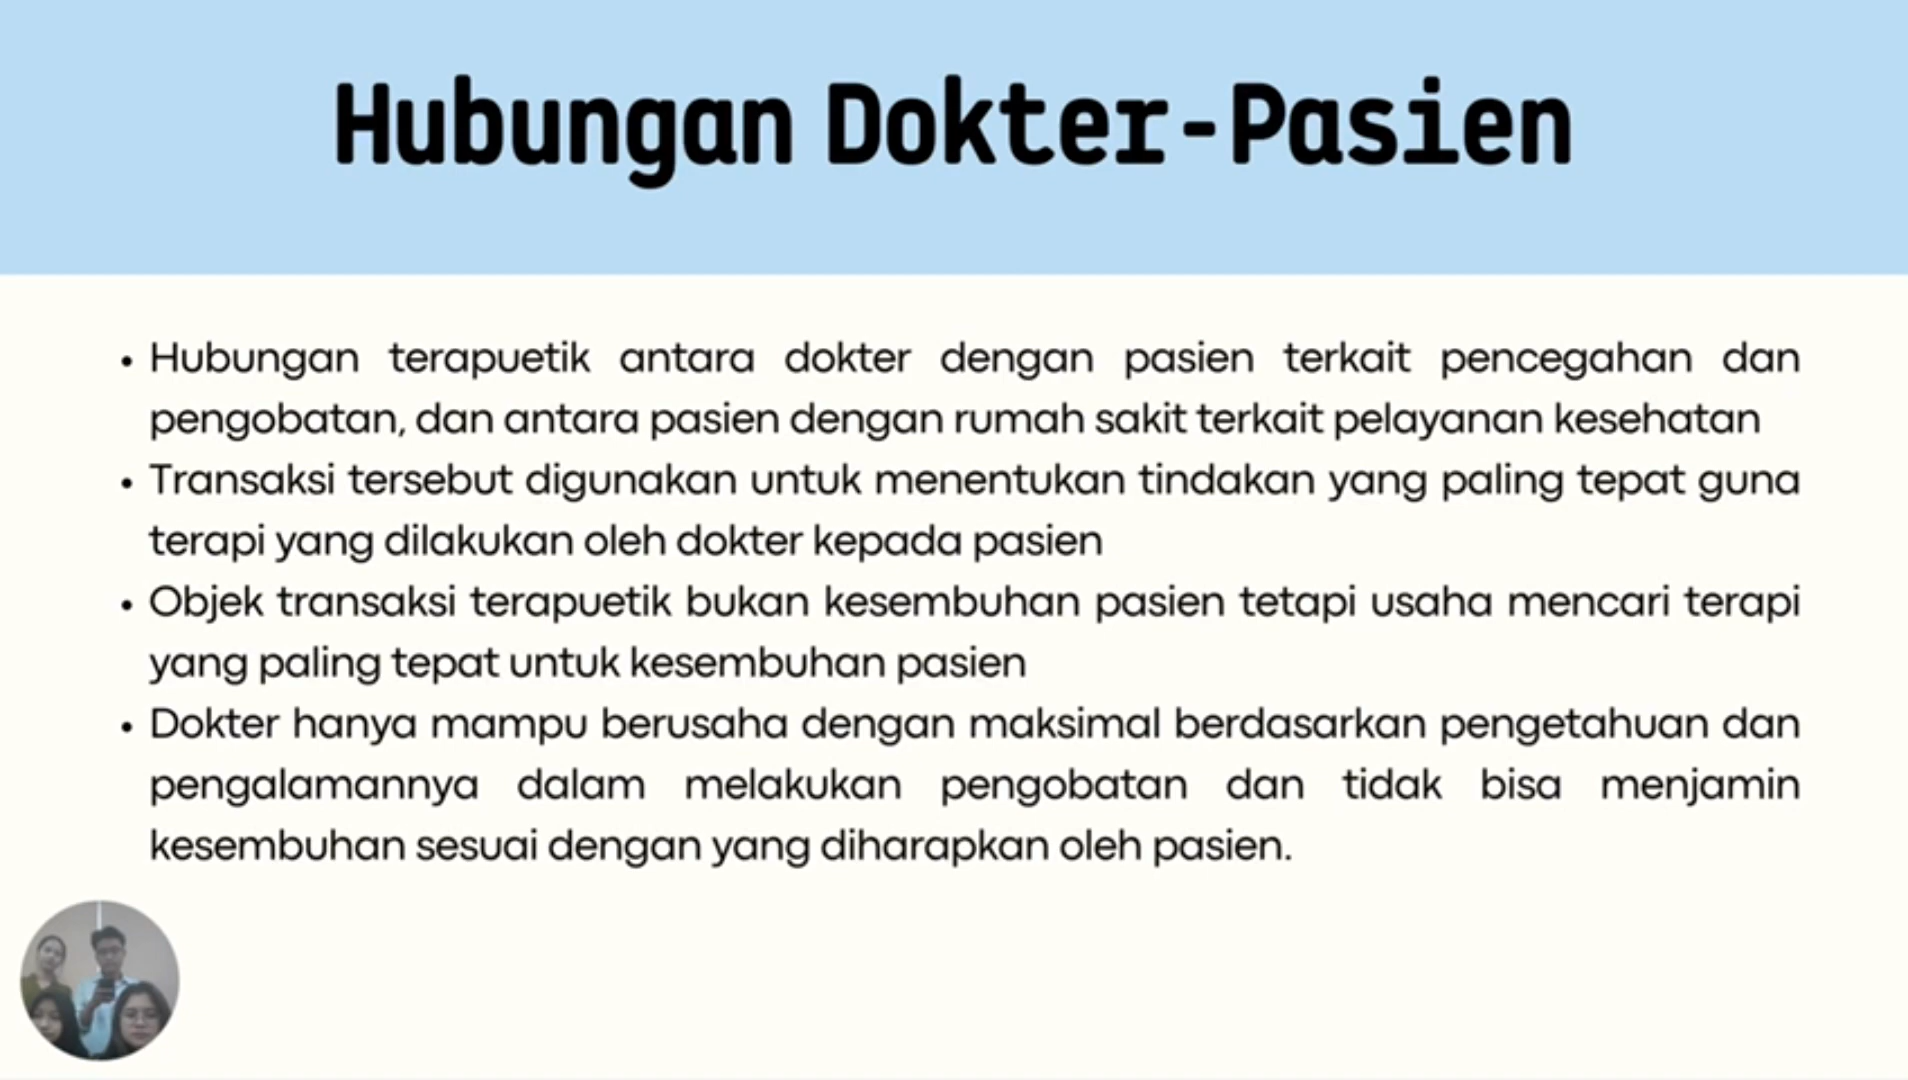 Hubungan Dokter-Pasien
• Hubungan terapuetik antara dokter dengan pasien terkait pencegahan dan
pengobatan, dan antara pasien dengan rumah sakit terkait pelayanan kesehatan
• Transaksi tersebut digunakan untuk menentukan tindakan yang paling tepat guna
terapi yang dilakukan oleh dokter kepada pasien
• Objek transaksi terapuetik bukan kesembuhan pasien tetapi usaha mencari terapi
yang paling tepat untuk kesembuhan pasien
• Dokter hanya mampu berusaha dengan maksimal berdasarkan pengetahuan dan
pengalamannya dalam melakukan pengobatan dan tidak bisa menjamin
kesembuhan sesuai dengan yang diharapkan oleh pasien.